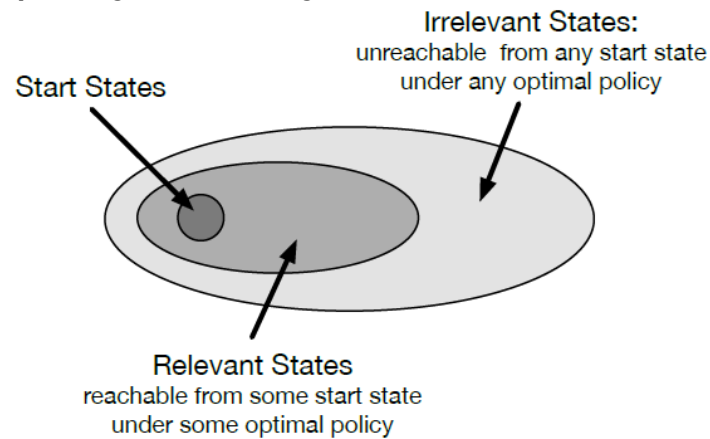 Irrelevant States:
unreachable from any start state
under any optimal policy
Start States
Relevant States
reachable from some start state
under some optimal policy